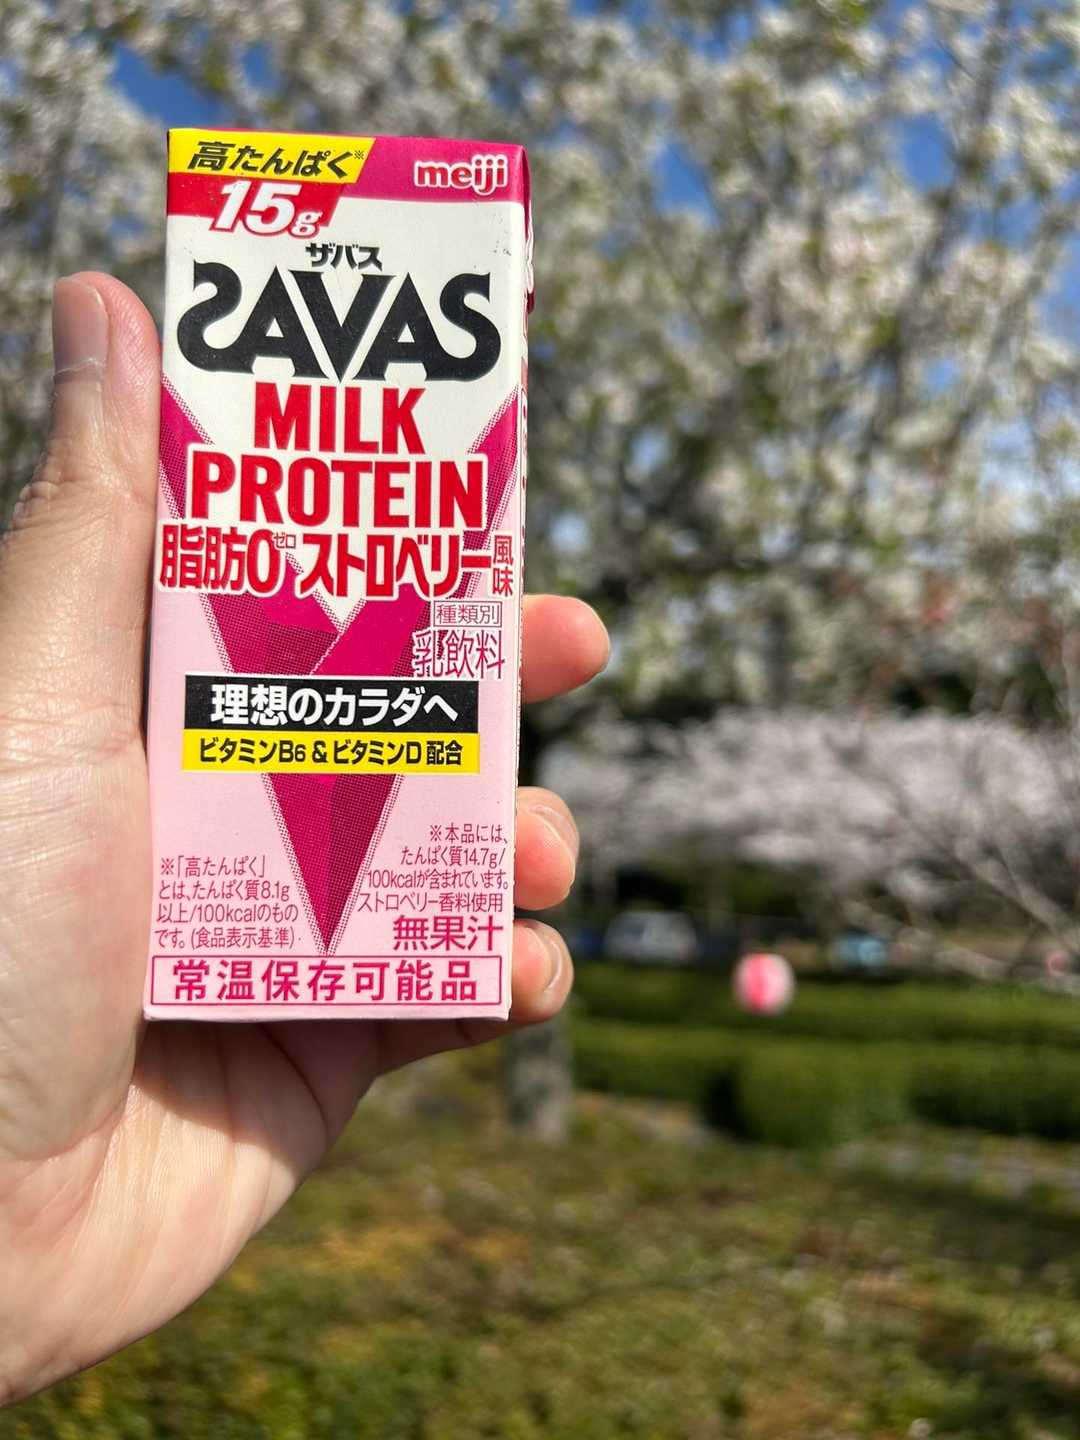 高たんぱく※
meiji
15g
ザバス
SAVAS
MILK
PROTEIN
脂肪0ゼロ ストロベリー風味
種類別
乳飲料
理想のカラダへ
ビタミンB6 & ビタミンD 配合
※本品には、
たんぱく質14.7g/
100kcalが含まれています。
ストロベリー香料使用
無果汁
※「高たんぱく」
とは、たんぱく質8.1g
以上/100kcalのもの
です。(食品表示基準)
常温保存可能品